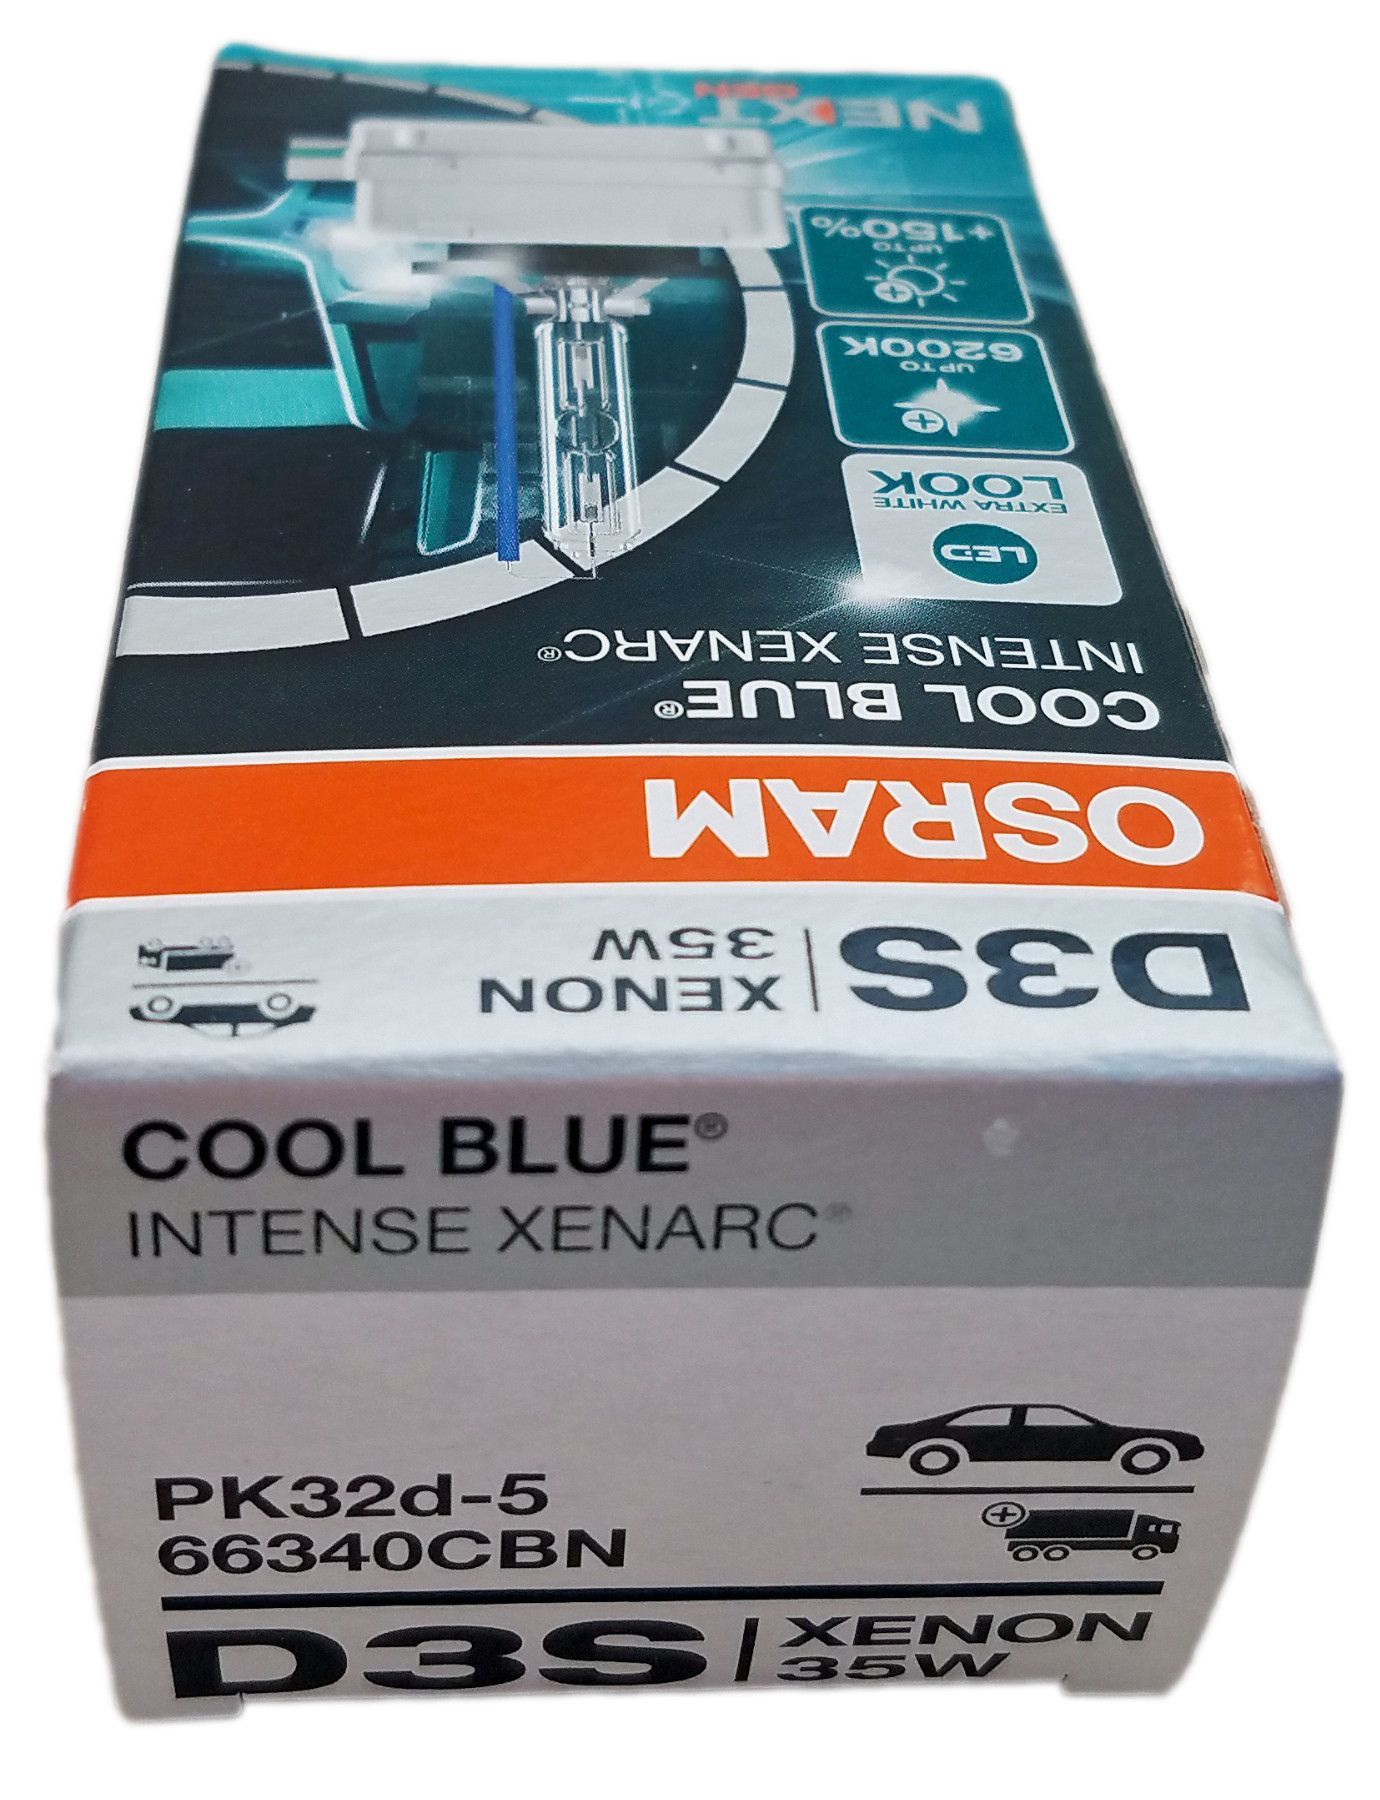 NEXT
GEN
UP TO
+150%
UP TO
6200K
LED
EXTRA WHITE
LOOK
COOL BLUE®
INTENSE XENARC®
OSRAM
D3S | XENON
35W
COOL BLUE®
INTENSE XENARC®
PK32d-5
66340CBN
D3S | XENON
35W